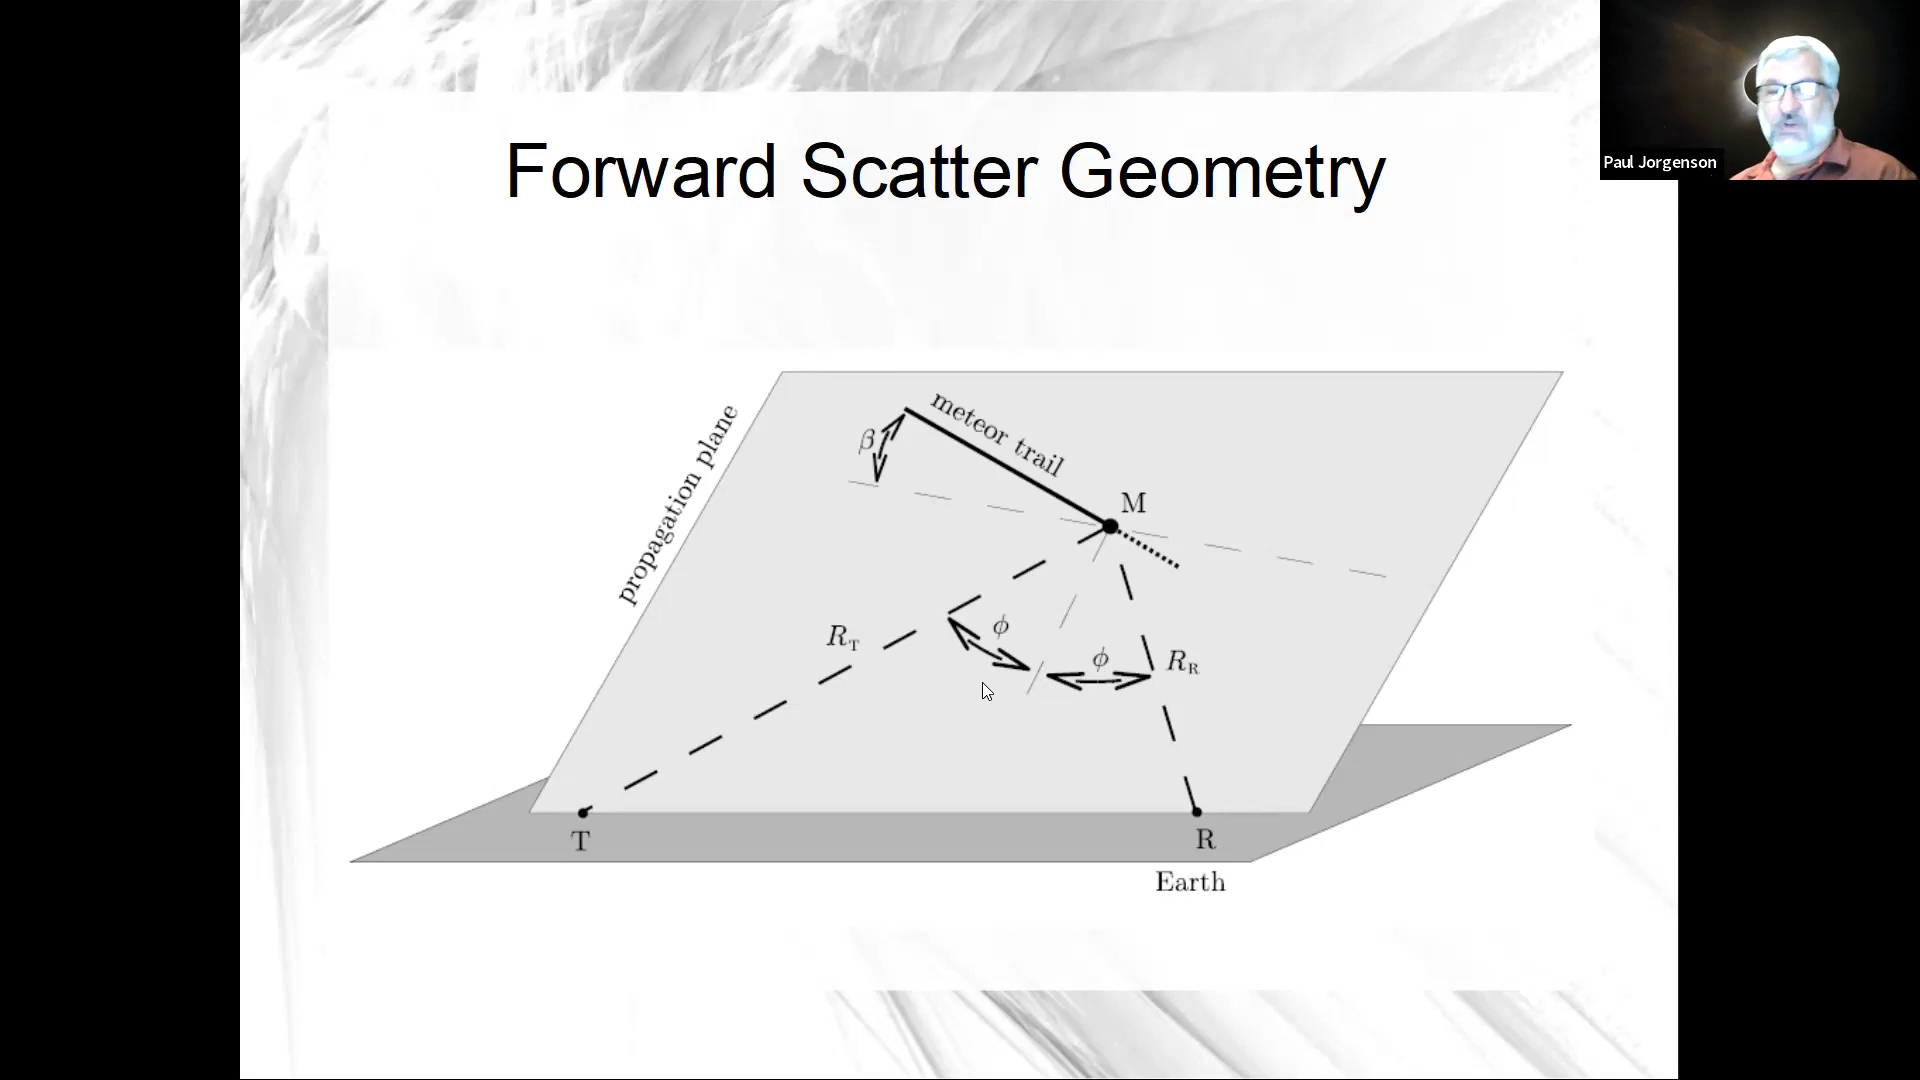 Forward Scatter Geometry
Paul Jorgenson
propagation plane
meteor trail
β
M
ϕ
ϕ
R_T
R_R
T
R
Earth